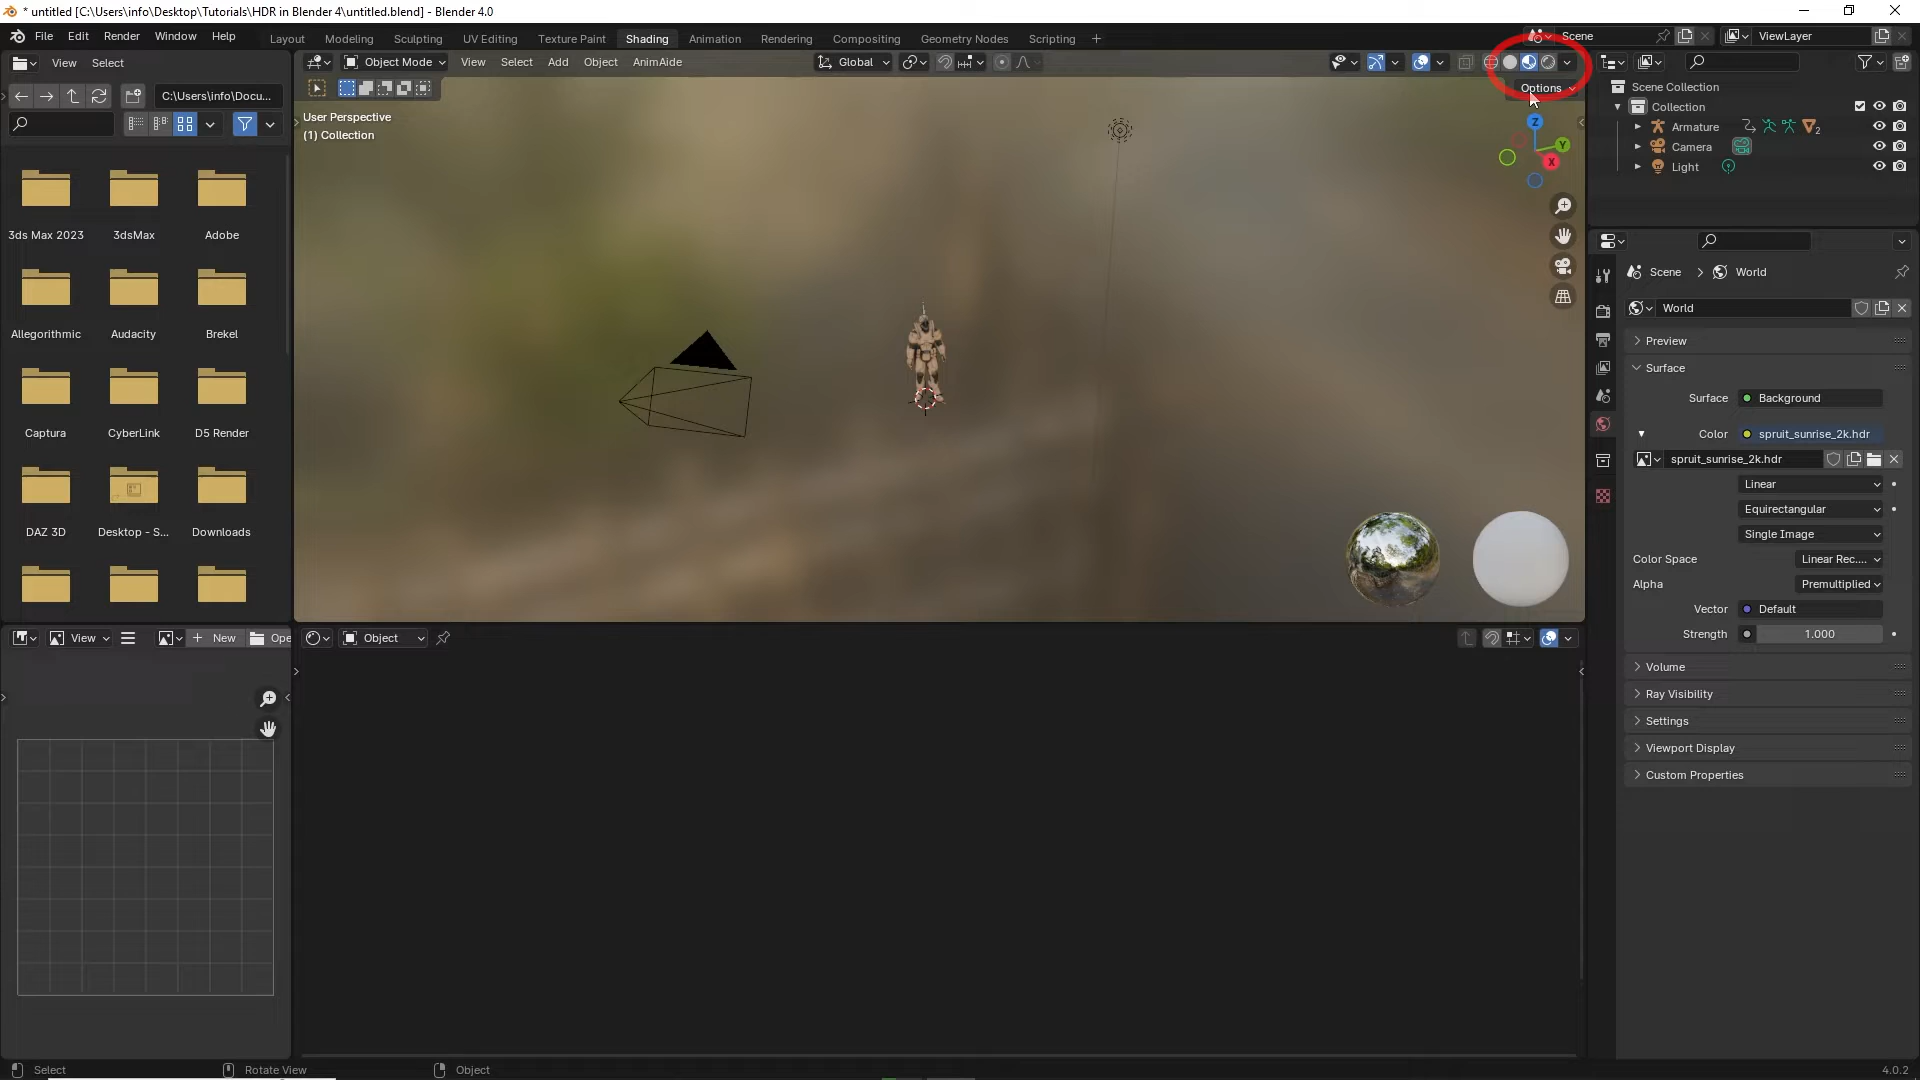 * untitled [C:\Users\info\Desktop\Tutorials\HDR in Blender 4\untitled.blend] - Blender 4.0
File Edit Render Window Help
Layout Modeling Sculpting UV Editing Texture Paint Shading Animation Rendering Compositing Geometry Nodes Scripting
Scene
ViewLayer
View Select
C:\Users\info\Docu...
3ds Max 2023
3dsMax
Adobe
Allegorithmic
Audacity
Brekel
Captura
CyberLink
D5 Render
DAZ 3D
Desktop - S...
Downloads
Object Mode View Select Add Object AnimAide
Global
Options
User Perspective
(1) Collection
Z
Y
X
View
New
Ope
Object
Scene Collection
Collection
Armature
2
Camera
Light
Scene > World
World
Preview
Surface
Surface Background
Color spruit_sunrise_2k.hdr
spruit_sunrise_2k.hdr
Linear
Equirectangular
Single Image
Color Space Linear Rec....
Alpha Premultiplied
Vector Default
Strength 1.000
Volume
Ray Visibility
Settings
Viewport Display
Custom Properties
Select
Rotate View
Object
4.0.2